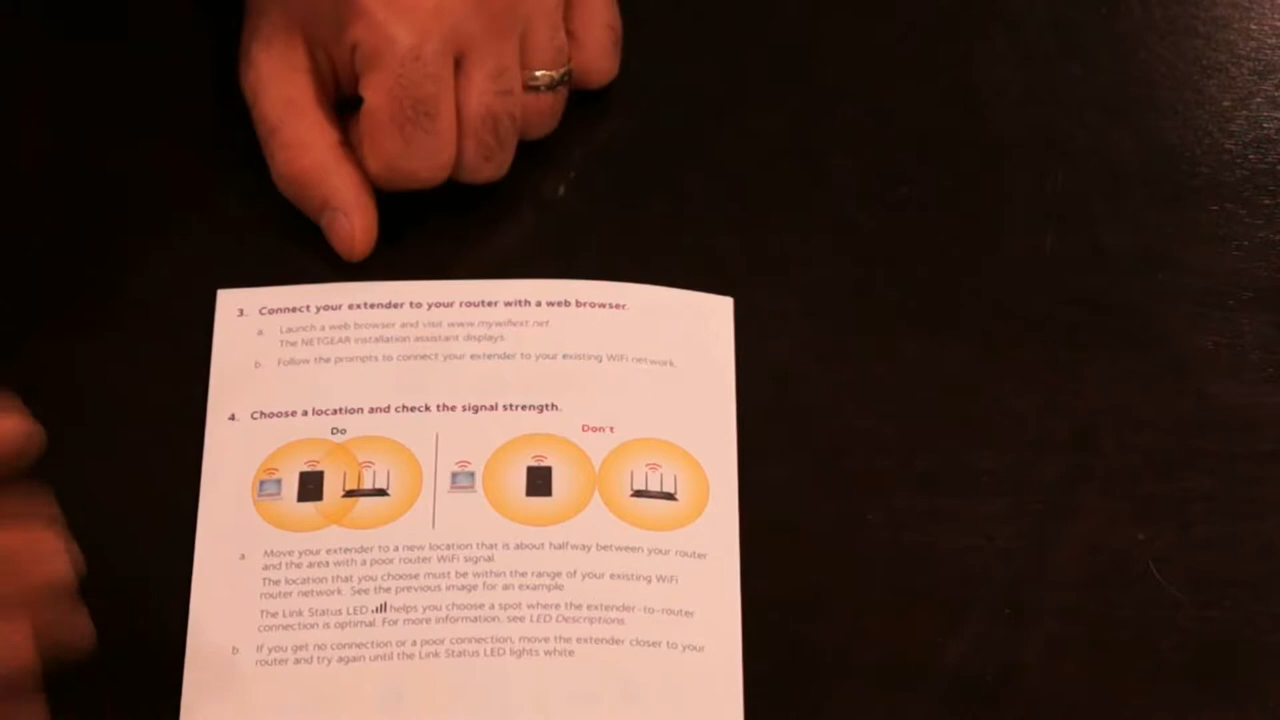 3. Connect your extender to your router with a web browser.
a. Launch a web browser and visit www.mywifiext.net.
The NETGEAR installation assistant displays.
b. Follow the prompts to connect your extender to your existing WiFi network.
4. Choose a location and check the signal strength.
Do
Don't
a. Move your extender to a new location that is about halfway between your router
and the area with a poor router WiFi signal.
The location that you choose must be within the range of your existing WiFi
router network. See the previous image for an example.
The Link Status LED helps you choose a spot where the extender-to-router
connection is optimal. For more information, see LED Descriptions.
b. If you get no connection or a poor connection, move the extender closer to your
router and try again until the Link Status LED lights white.